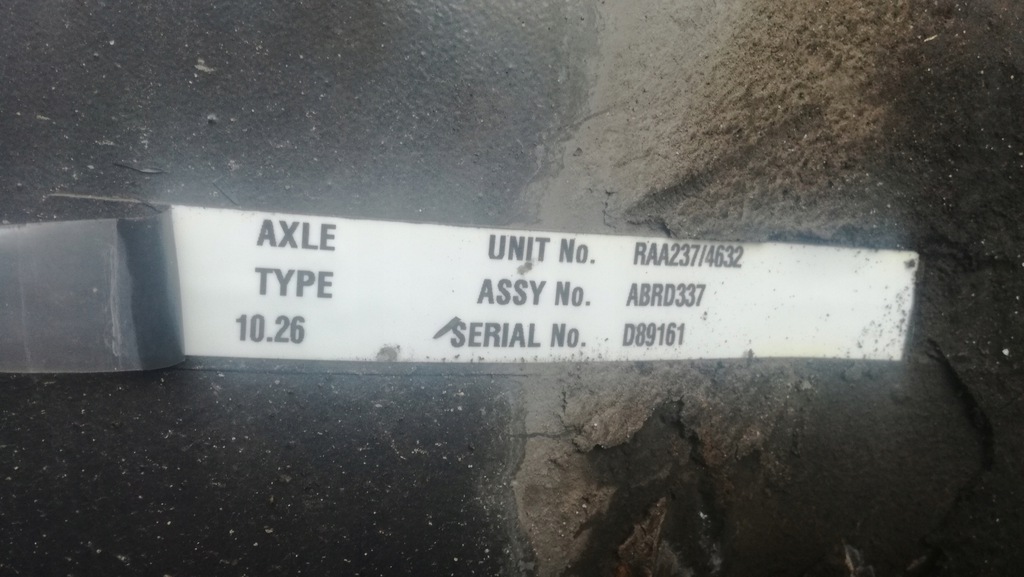 AXLE
TYPE
10.26
UNIT No. RAA237/4632
ASSY No. ABRD337
SERIAL No. D89161